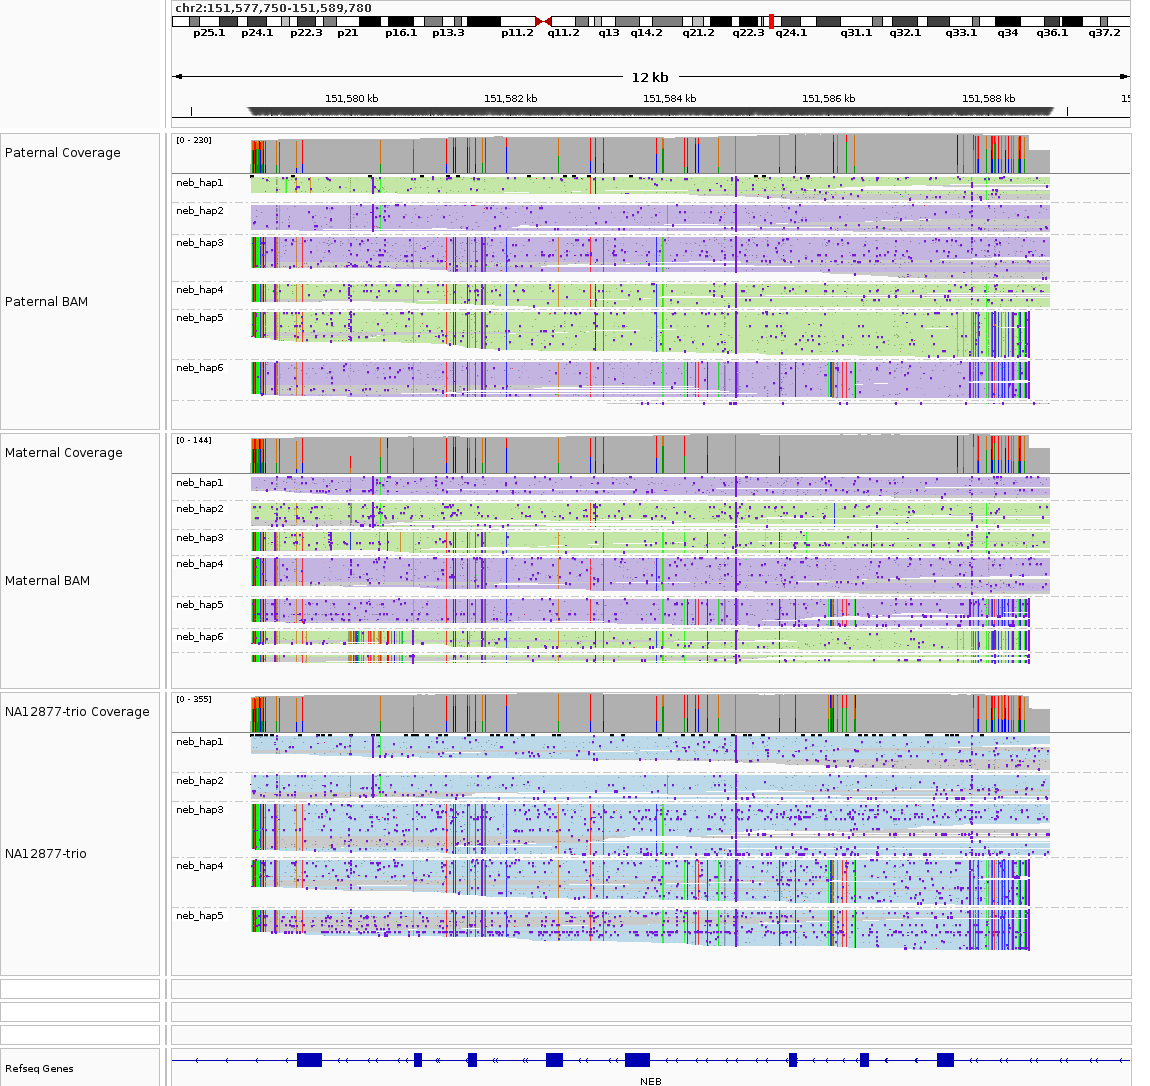 chr2:151,577,750-151,589,780
p25.1 p24.1 p22.3 p21 p16.1 p13.3 p11.2 q11.2 q13 q14.2 q21.2 q22.3 q24.1 q31.1 q32.1 q33.1 q34 q36.1 q37.2
12 kb
151,580 kb 151,582 kb 151,584 kb 151,586 kb 151,588 kb 15
Paternal Coverage
[0 - 230]
neb_hap1
neb_hap2
neb_hap3
neb_hap4
Paternal BAM
neb_hap5
neb_hap6
Maternal Coverage
[0 - 144]
neb_hap1
neb_hap2
neb_hap3
neb_hap4
Maternal BAM
neb_hap5
neb_hap6
NA12877-trio Coverage
[0 - 355]
neb_hap1
neb_hap2
neb_hap3
NA12877-trio
neb_hap4
neb_hap5
Refseq Genes
NEB